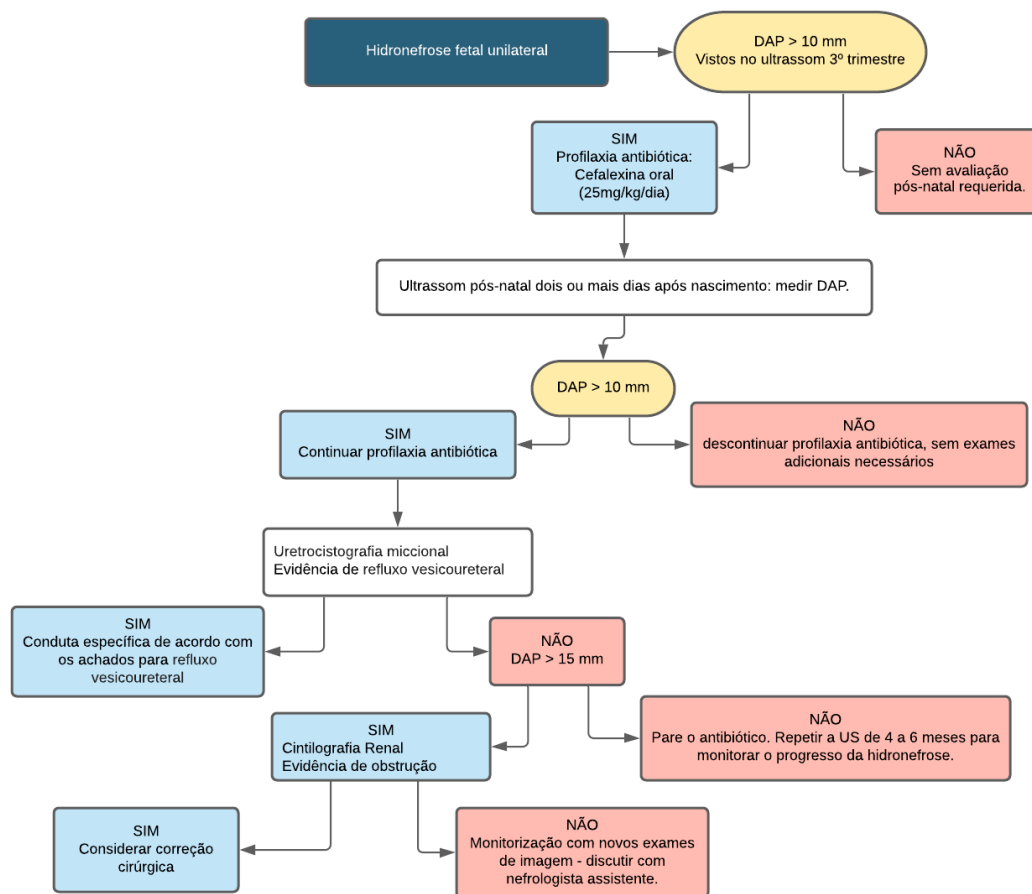 Hidronefrose fetal unilateral
DAP > 10 mm
Vistos no ultrassom 3º trimestre
SIM
Profilaxia antibiótica:
Cefalexina oral
(25mg/kg/dia)
NÃO
Sem avaliação
pós-natal requerida.
Ultrassom pós-natal dois ou mais dias após nascimento: medir DAP.
DAP > 10 mm
SIM
Continuar profilaxia antibiótica
NÃO
descontinuar profilaxia antibiótica, sem exames
adicionais necessários
Uretrocistografia miccional
Evidência de refluxo vesicoureteral
SIM
Conduta específica de acordo com
os achados para refluxo
vesicoureteral
NÃO
DAP > 15 mm
SIM
Cintilografia Renal
Evidência de obstrução
NÃO
Pare o antibiótico. Repetir a US de 4 a 6 meses para
monitorar o progresso da hidronefrose.
SIM
Considerar correção
cirúrgica
NÃO
Monitorização com novos exames
de imagem - discutir com
nefrologista assistente.